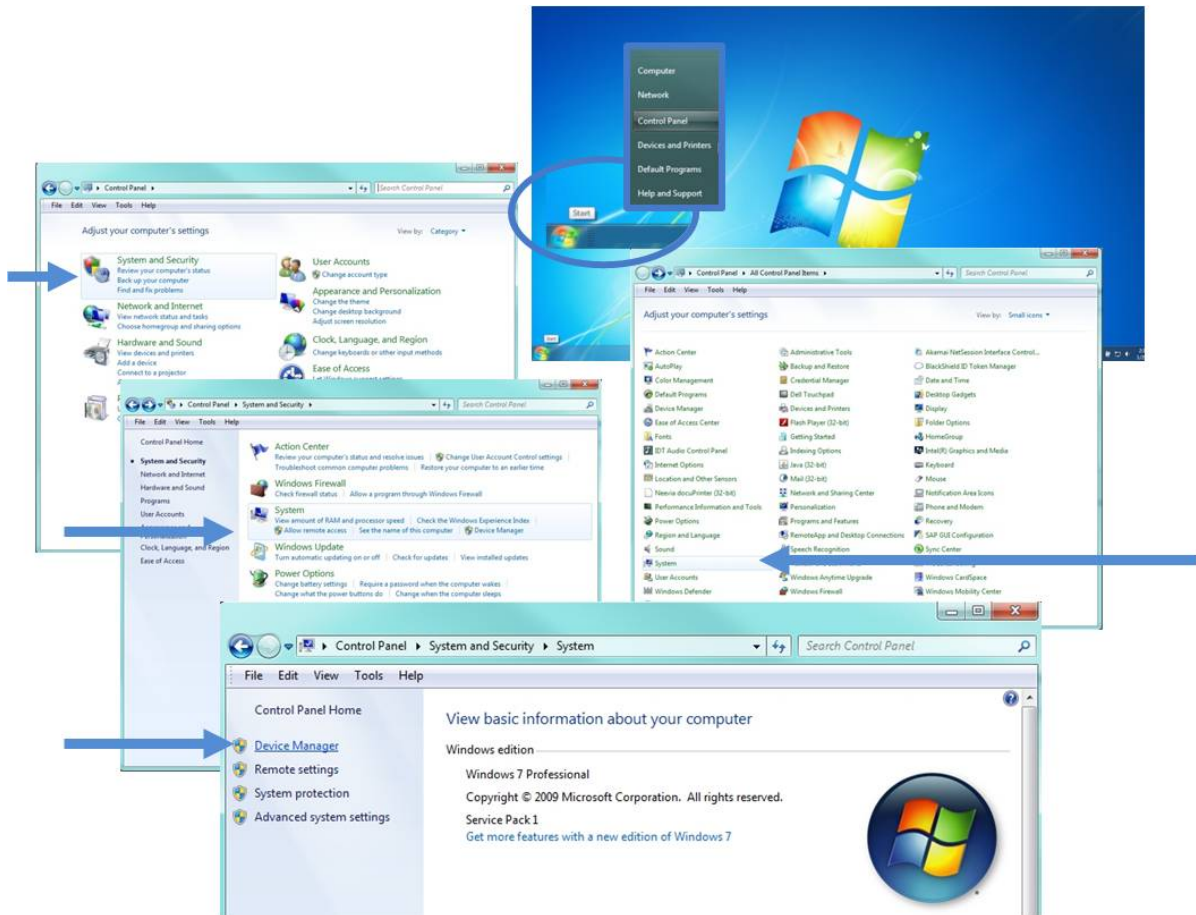 Computer
Network
Control Panel
Devices and Printers
Default Programs
Help and Support
Start
Control Panel
Search Control Panel
File Edit View Tools Help
Adjust your computer's settings
View by: Category
System and Security
Review your computer's status
Back up your computer
Find and fix problems
Network and Internet
View network status and tasks
Choose homegroup and sharing options
Hardware and Sound
View devices and printers
Add a device
Connect to a projector
User Accounts
Change account type
Appearance and Personalization
Change the theme
Change desktop background
Adjust screen resolution
Clock, Language, and Region
Change keyboards or other input methods
Ease of Access
Control Panel All Control Panel Items
Search Control Panel
File Edit View Tools Help
Adjust your computer's settings
View by: Small icons
Action Center Administrative Tools Akamai NetSession Interface Control...
AutoPlay Backup and Restore BlackShield ID Token Manager
Color Management Credential Manager Date and Time
Default Programs Dell Touchpad Desktop Gadgets
Device Manager Devices and Printers Display
Ease of Access Center Flash Player (32-bit) Folder Options
Fonts Getting Started HomeGroup
IDT Audio Control Panel Indexing Options Intel(R) Graphics and Media
Internet Options Java (32-bit) Keyboard
Location and Other Sensors Mail (32-bit) Mouse
Neevia docuPrinter (32-bit) Network and Sharing Center Notification Area Icons
Performance Information and Tools Personalization Phone and Modem
Power Options Programs and Features Recovery
Region and Language RemoteApp and Desktop Connections SAP GUI Configuration
Sound Speech Recognition Sync Center
System
User Accounts Windows Anytime Upgrade Windows CardSpace
Windows Defender Windows Firewall Windows Mobility Center
Control Panel System and Security
Search Control Panel
File Edit View Tools Help
Control Panel Home
System and Security
Network and Internet
Hardware and Sound
Programs
User Accounts
Personalization
Clock, Language, and Region
Ease of Access
Action Center
Review your computer's status and resolve issues Change User Account Control settings
Troubleshoot common computer problems Restore your computer to an earlier time
Windows Firewall
Check firewall status Allow a program through Windows Firewall
System
View amount of RAM and processor speed Check the Windows Experience Index
Allow remote access See the name of this computer Device Manager
Windows Update
Turn automatic updating on or off Check for updates View installed updates
Power Options
Change battery settings Require a password when the computer wakes
Change what the power buttons do Change when the computer sleeps
Control Panel System and Security System
Search Control Panel
File Edit View Tools Help
Control Panel Home
Device Manager
Remote settings
System protection
Advanced system settings
View basic information about your computer
Windows edition
Windows 7 Professional
Copyright © 2009 Microsoft Corporation. All rights reserved.
Service Pack 1
Get more features with a new edition of Windows 7